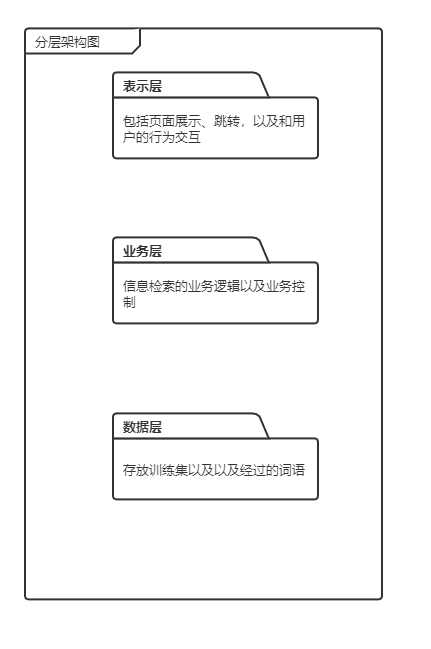 分层架构图
表示层
包括页面展示、跳转，以及和用
户的行为交互
业务层
信息检索的业务逻辑以及业务控
制
数据层
存放训练集以及以及经过的词语